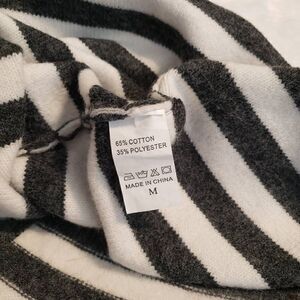 65% COTTON
35% POLYESTER
MADE IN CHINA
M